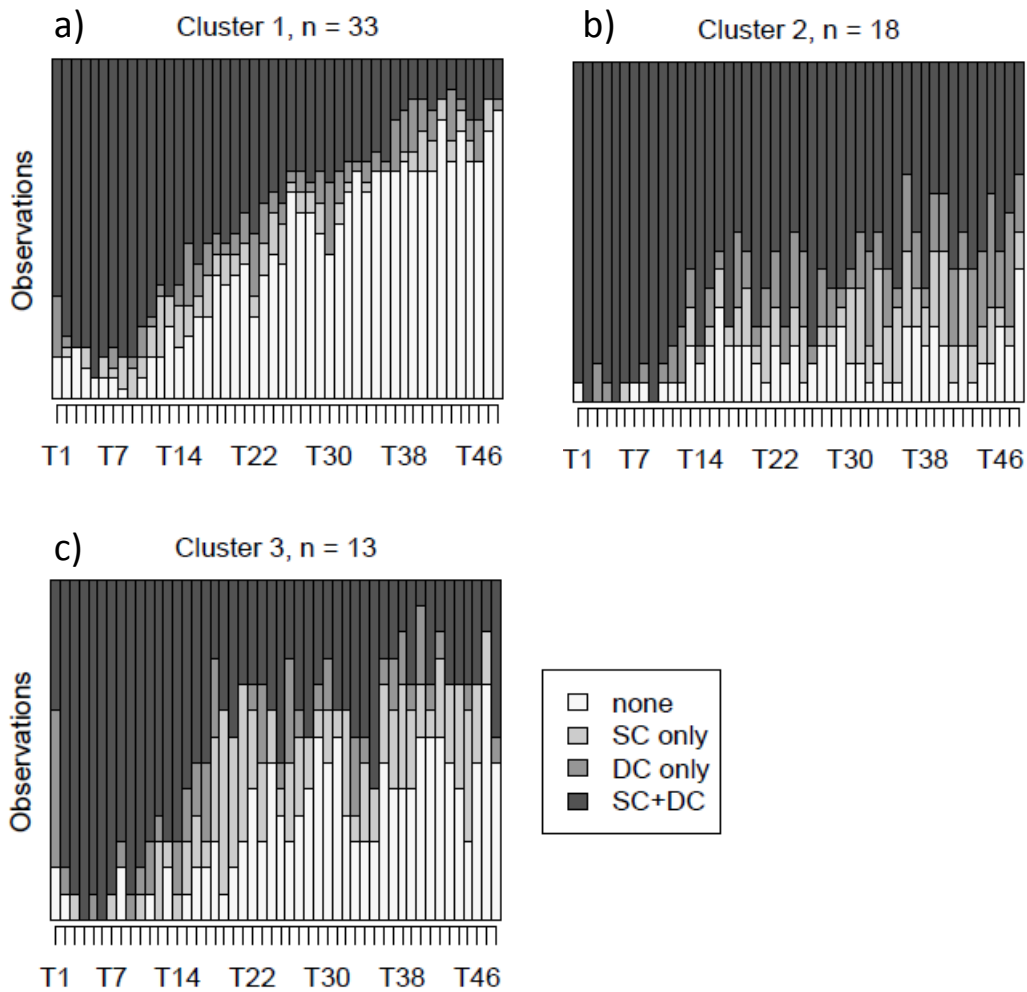 a)
Cluster 1, n = 33
Observations
T1 T7 T14 T22 T30 T38 T46
b)
Cluster 2, n = 18
T1 T7 T14 T22 T30 T38 T46
c)
Cluster 3, n = 13
Observations
T1 T7 T14 T22 T30 T38 T46
none
SC only
DC only
SC+DC